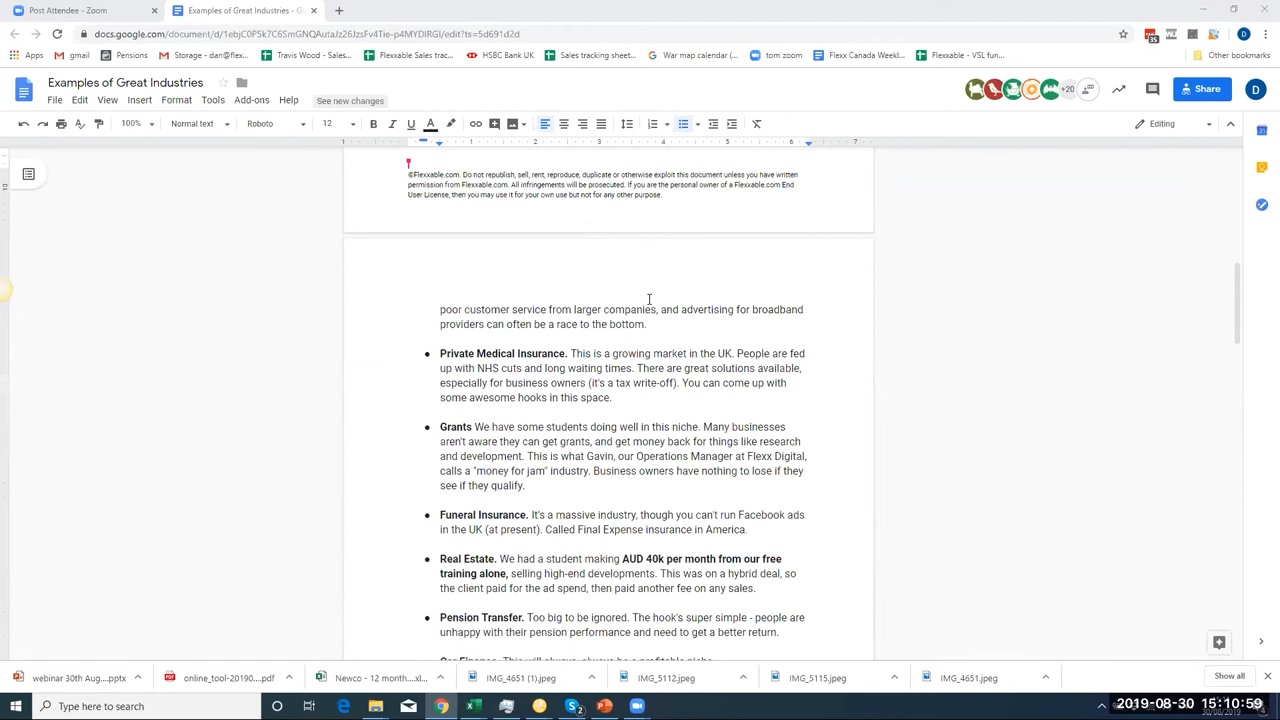 Post Attendee - Zoom
Examples of Great Industries - G
docs.google.com/document/d/1ebjC0P5k7C6SmGNQAutaJz26JzsFv4Tie-p4MYDIRGI/edit?ts=5d691d2d
Apps
gmail
Pensions
Storage - dan@flex...
Travis Wood - Sales...
Flexxable Sales trac...
HSBC Bank UK
Sales tracking sheet...
War map calendar (...
tom zoom
Flexx Canada Weekl...
Flexxable - VSL fun...
Other bookmarks
Examples of Great Industries
File Edit View Insert Format Tools Add-ons Help
See new changes
+20
Share
D
100%
Normal text
Roboto
12
B I U A
Editing
1 1 2 3 4 5 6 7
©Flexxable.com. Do not republish, sell, rent, reproduce, duplicate or otherwise exploit this document unless you have written
permission from Flexxable.com. All infringements will be prosecuted. If you are the personal owner of a Flexxable.com End
User License, then you may use it for your own use but not for any other purpose.
poor customer service from larger companies, and advertising for broadband
providers can often be a race to the bottom.
● Private Medical Insurance. This is a growing market in the UK. People are fed
up with NHS cuts and long waiting times. There are great solutions available,
especially for business owners (it's a tax write-off). You can come up with
some awesome hooks in this space.
● Grants We have some students doing well in this niche. Many businesses
aren't aware they can get grants, and get money back for things like research
and development. This is what Gavin, our Operations Manager at Flexx Digital,
calls a "money for jam" industry. Business owners have nothing to lose if they
see if they qualify.
● Funeral Insurance. It's a massive industry, though you can't run Facebook ads
in the UK (at present). Called Final Expense insurance in America.
● Real Estate. We had a student making AUD 40k per month from our free
training alone, selling high-end developments. This was on a hybrid deal, so
the client paid for the ad spend, then paid another fee on any sales.
● Pension Transfer. Too big to be ignored. The hook's super simple - people are
unhappy with their pension performance and need to get a better return.
webinar 30th Aug....pptx
online_tool-20190....pdf
Newco - 12 month....xl...
IMG_4651 (1).jpeg
IMG_5112.jpeg
IMG_5115.jpeg
IMG_4651.jpeg
Show all
Type here to search
2019-08-30 15:10:59